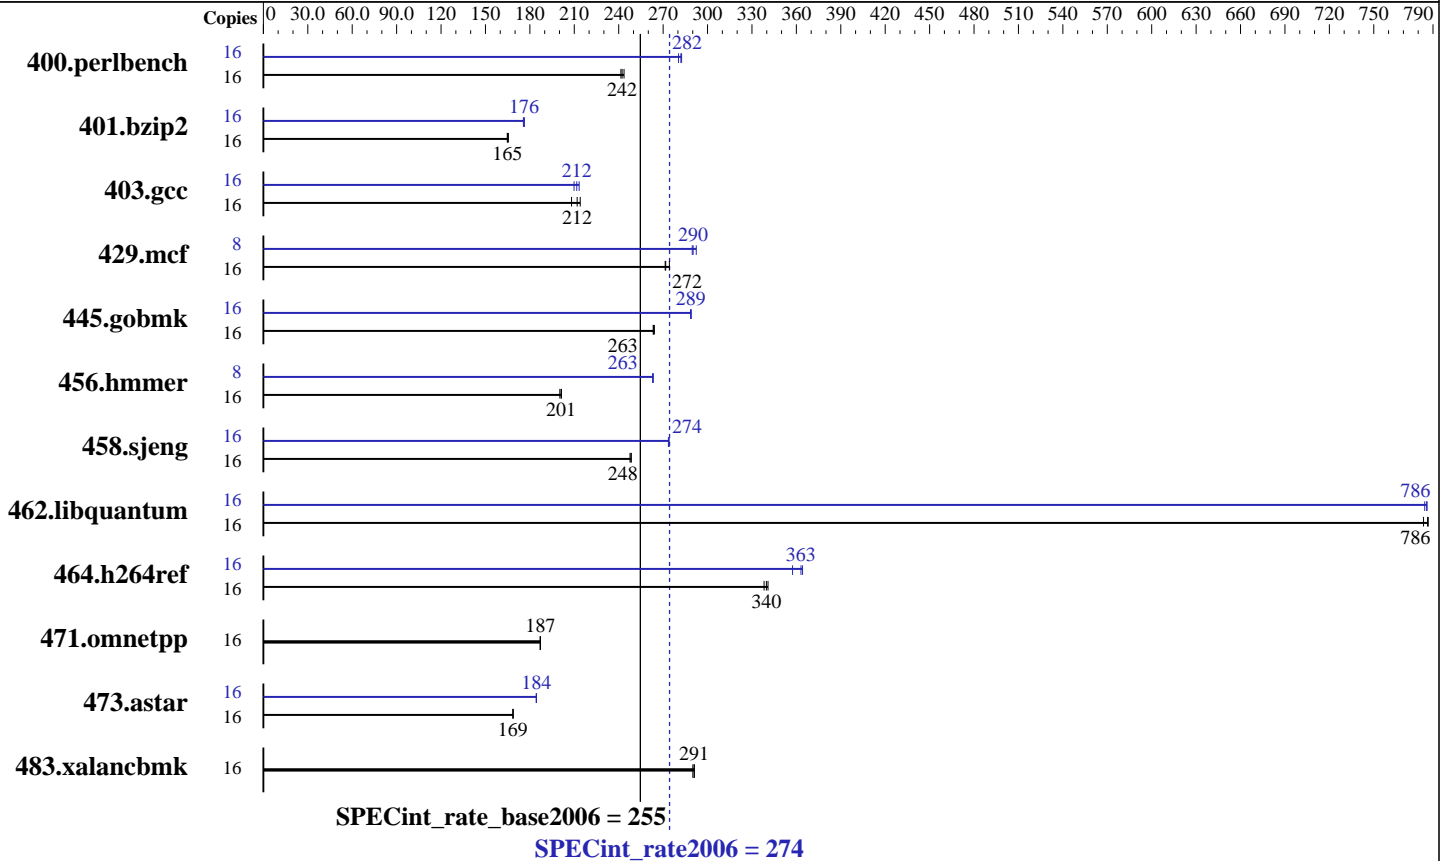 Copies 0 30.0 60.0 90.0 120 150 180 210 240 270 300 330 360 390 420 450 480 510 540 570 600 630 660 690 720 750 790
400.perlbench 16 282
16 242
401.bzip2 16 176
16 165
403.gcc 16 212
16 212
429.mcf 8 290
16 272
445.gobmk 16 289
16 263
456.hmmer 8 263
16 201
458.sjeng 16 274
16 248
462.libquantum 16 786
16 786
464.h264ref 16 363
16 340
471.omnetpp 16 187
473.astar 16 184
16 169
483.xalancbmk 16 291
SPECint_rate_base2006 = 255
SPECint_rate2006 = 274